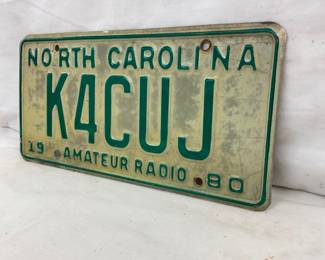 NORTH CAROLINA
K4CUJ
19 AMATEUR RADIO 80